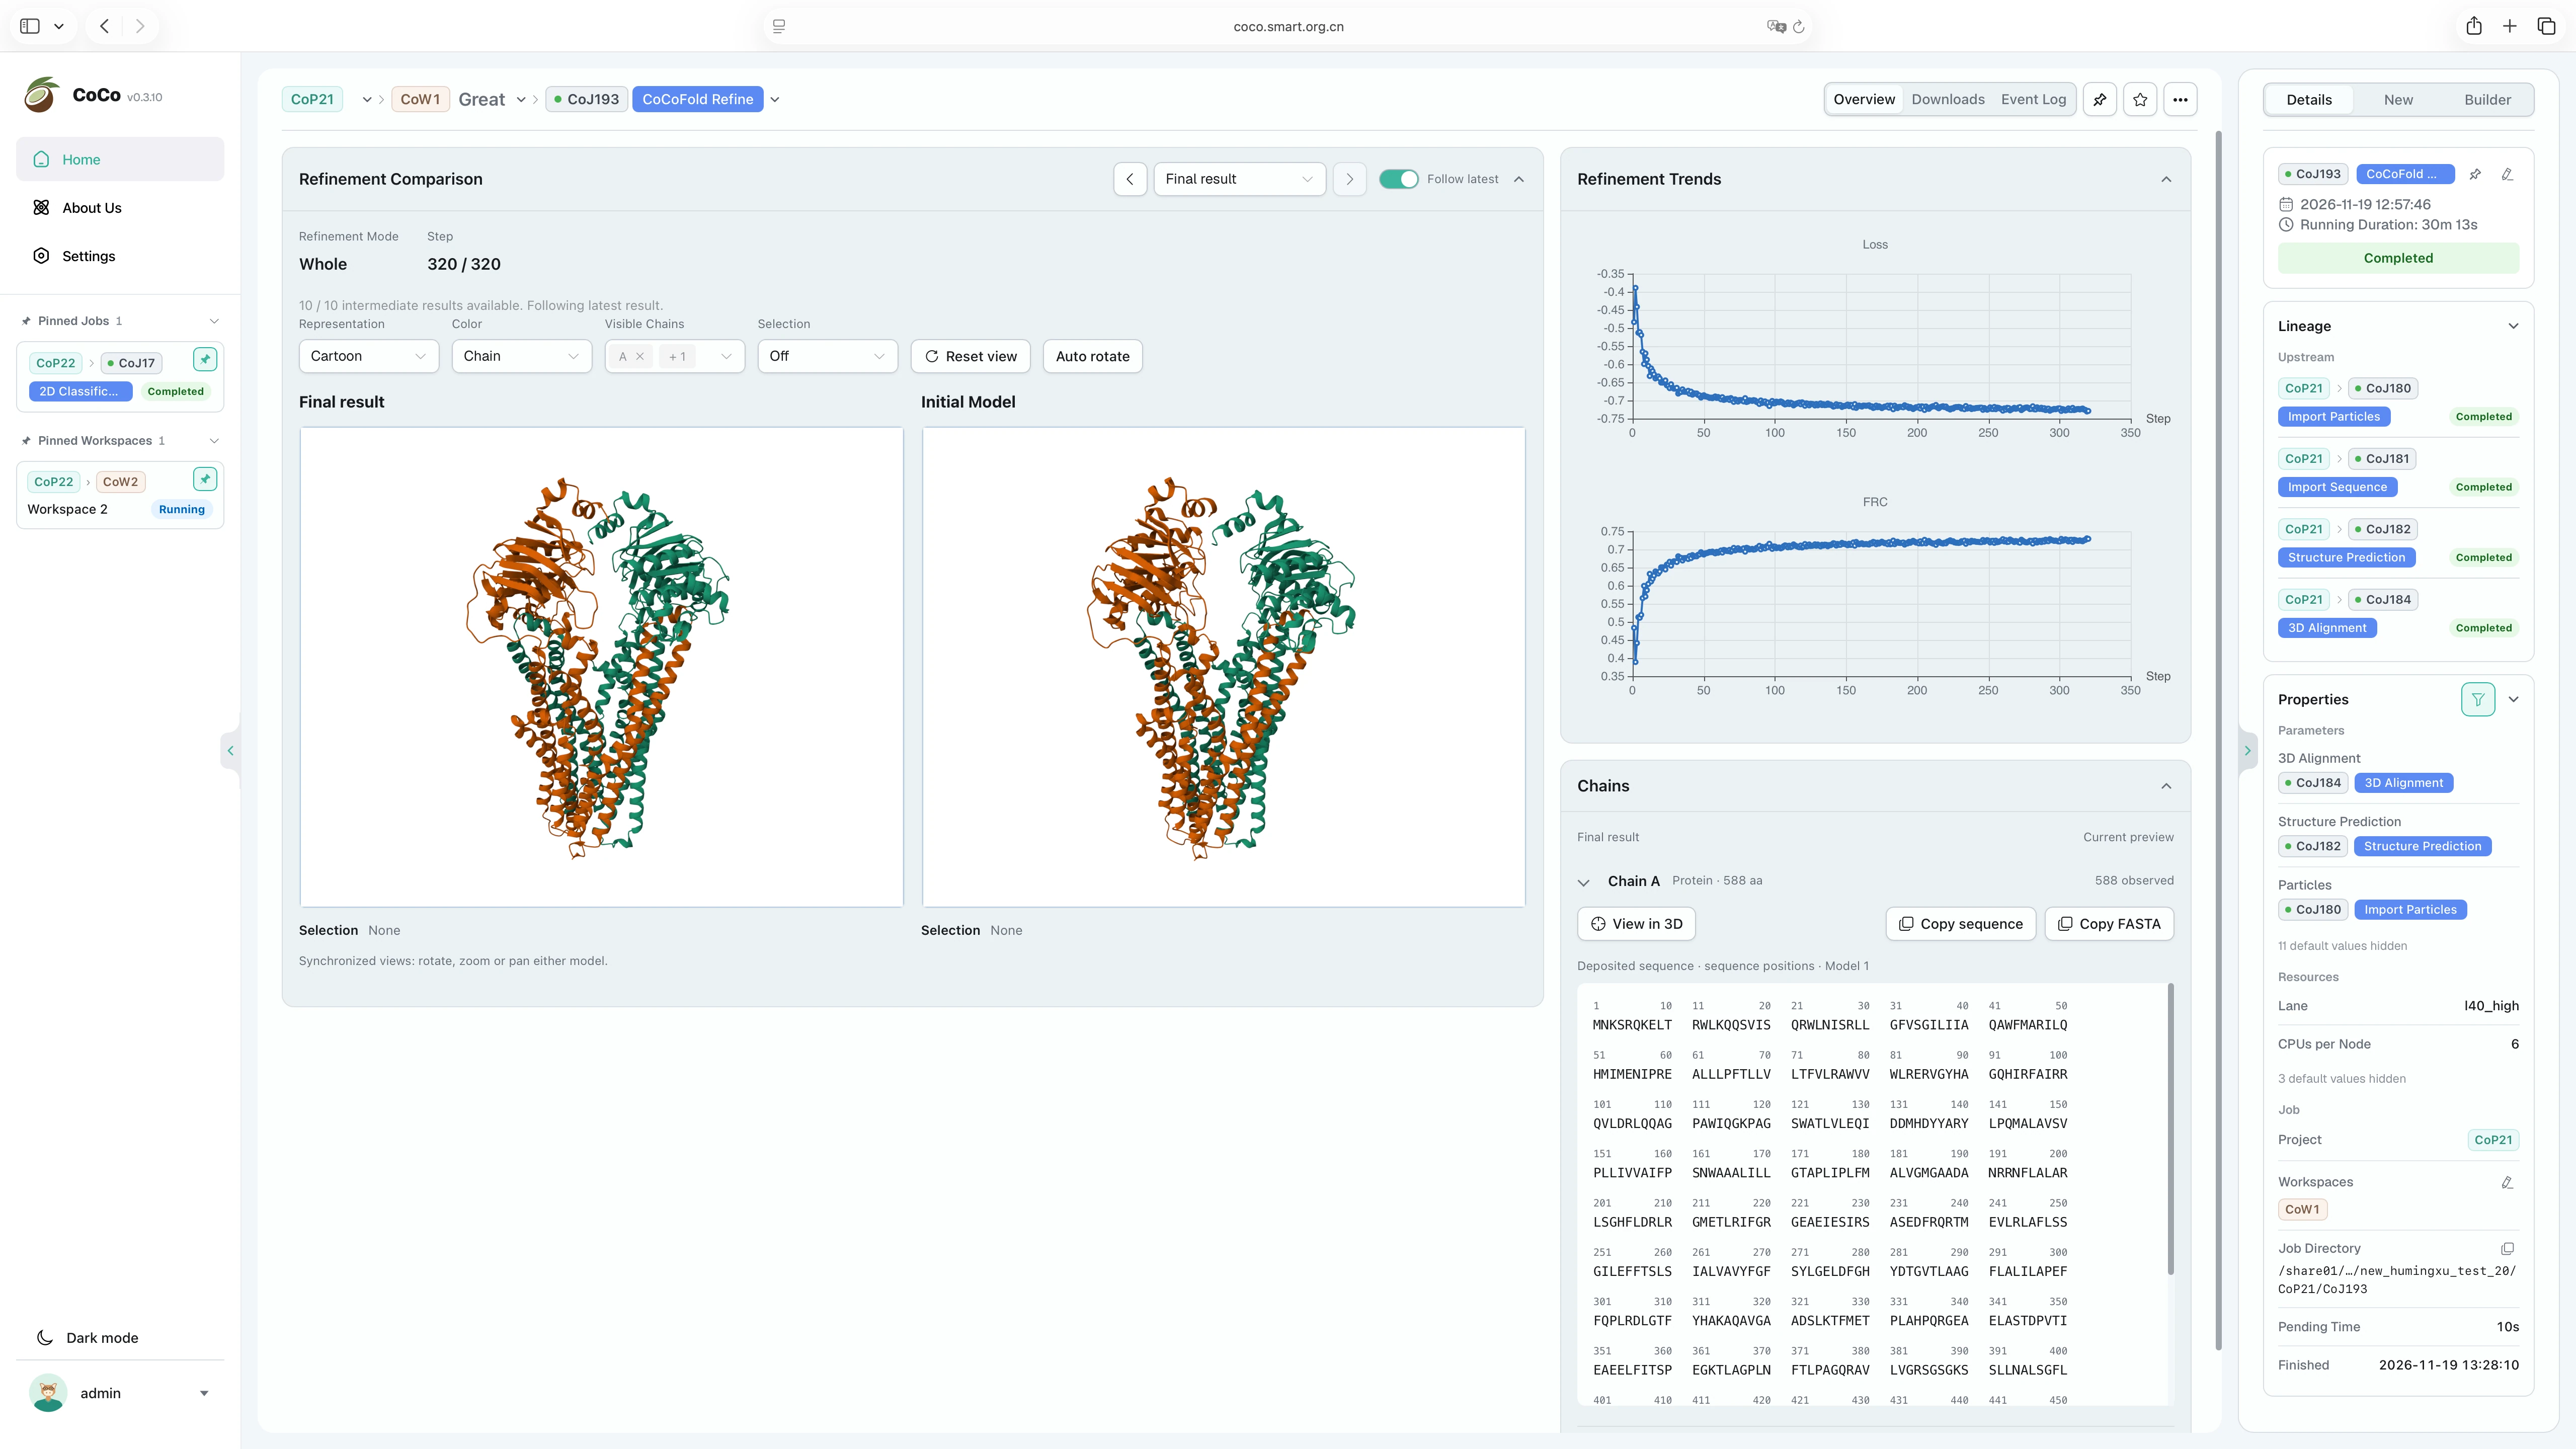 coco.smart.org.cn
CoCo v0.3.10
Home
About Us
Settings
Pinned Jobs 1
CoP22 CoJ17
2D Classific... Completed
Pinned Workspaces 1
CoP22 CoW2
Workspace 2 Running
Dark mode
admin
CoP21 CoW1 Great CoJ193 CoCoFold Refine
Overview Downloads Event Log
Refinement Comparison
Final result
Follow latest
Refinement Mode Step
Whole 320 / 320
10 / 10 intermediate results available. Following latest result.
Representation Color Visible Chains Selection
Cartoon Chain A + 1 Off Reset view Auto rotate
Final result Initial Model
Selection None Selection None
Synchronized views: rotate, zoom or pan either model.
Refinement Trends
Loss
-0.35
-0.4
-0.45
-0.5
-0.55
-0.6
-0.65
-0.7
-0.75
Step
0 50 100 150 200 250 300 350
FRC
0.75
0.7
0.65
0.6
0.55
0.5
0.45
0.4
0.35
Step
0 50 100 150 200 250 300 350
Chains
Final result Current preview
Chain A Protein · 588 aa 588 observed
View in 3D Copy sequence Copy FASTA
Deposited sequence · sequence positions · Model 1
1 10 11 20 21 30 31 40 41 50
MNKSRQKELT RWLKQQSVIS QRWLNISRLL GFVSGILIIA QAWFMARILQ
51 60 61 70 71 80 81 90 91 100
HMIMENIPRE ALLLPFTLLV LTFVLRAWVV WLRERVGYHA GQHIRFAIRR
101 110 111 120 121 130 131 140 141 150
QVLDRLQQAG PAWIQGKPAG SWATLVLEQI DDMHDYYARY LPQMALAVSV
151 160 161 170 171 180 181 190 191 200
PLLIVVAIFP SNWAAALILL GTAPLIPLFM ALVGMGAADA NRRNFLALAR
201 210 211 220 221 230 231 240 241 250
LSGHFLDRLR GMETLRIFGR GEAEIESIRS ASEDFRQRTM EVLRLAFLSS
251 260 261 270 271 280 281 290 291 300
GILEFFTSLS IALVAVYFGF SYLGELDFGH YDTGVTLAAG FLALILAPEF
301 310 311 320 321 330 331 340 341 350
FQPLRDLGTF YHAKAQAVGA ADSLKTFMET PLAHPQRGEA ELASTDPVTI
351 360 361 370 371 380 381 390 391 400
EAEELFITSP EGKTLAGPLN FTLPAGQRAV LVGRSGSGKS SLLNALSGFL
401 410 411 420 421 430 431 440 441 450
Details New Builder
CoJ193 CoCoFold ...
2026-11-19 12:57:46
Running Duration: 30m 13s
Completed
Lineage
Upstream
CoP21 CoJ180
Import Particles Completed
CoP21 CoJ181
Import Sequence Completed
CoP21 CoJ182
Structure Prediction Completed
CoP21 CoJ184
3D Alignment Completed
Properties
Parameters
3D Alignment
CoJ184 3D Alignment
Structure Prediction
CoJ182 Structure Prediction
Particles
CoJ180 Import Particles
11 default values hidden
Resources
Lane l40_high
CPUs per Node 6
3 default values hidden
Job
Project CoP21
Workspaces
CoW1
Job Directory
/share01/…/new_humingxu_test_20/
CoP21/CoJ193
Pending Time 10s
Finished 2026-11-19 13:28:10